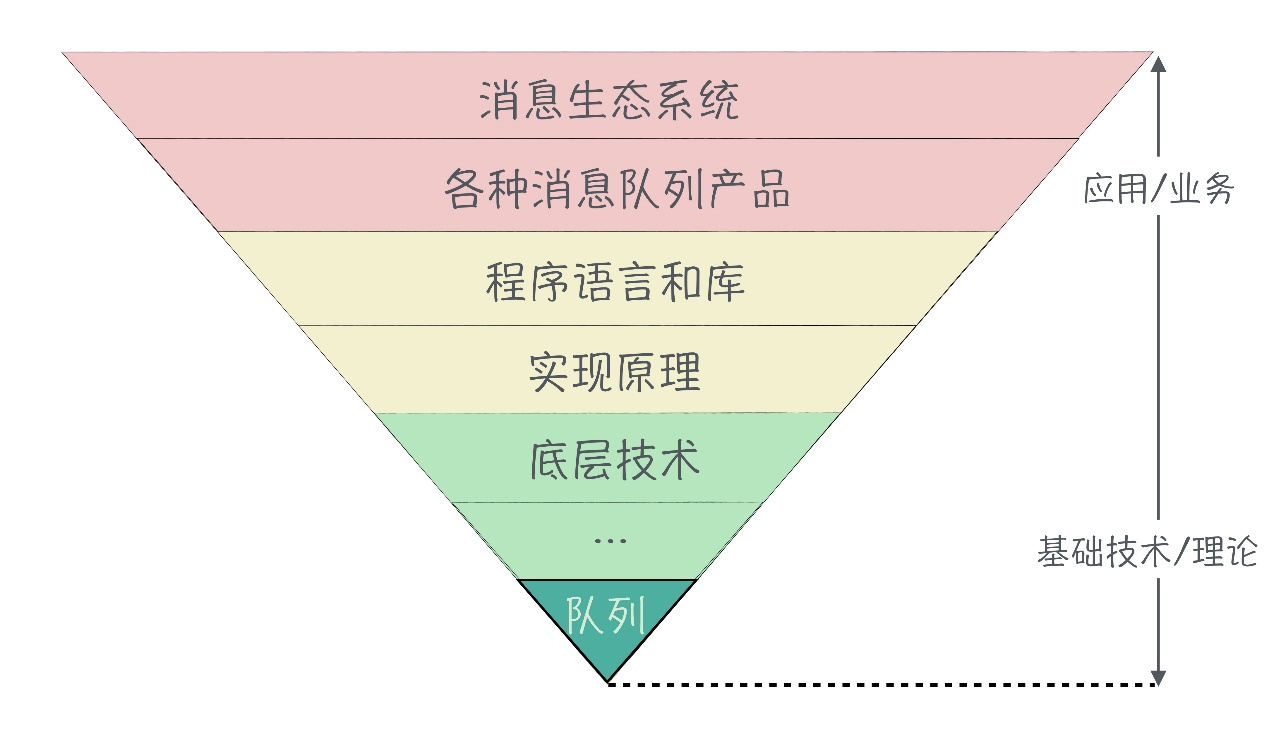 消息生态系统
各种消息队列产品
应用/业务
程序语言和库
实现原理
底层技术
...
基础技术/理论
队列